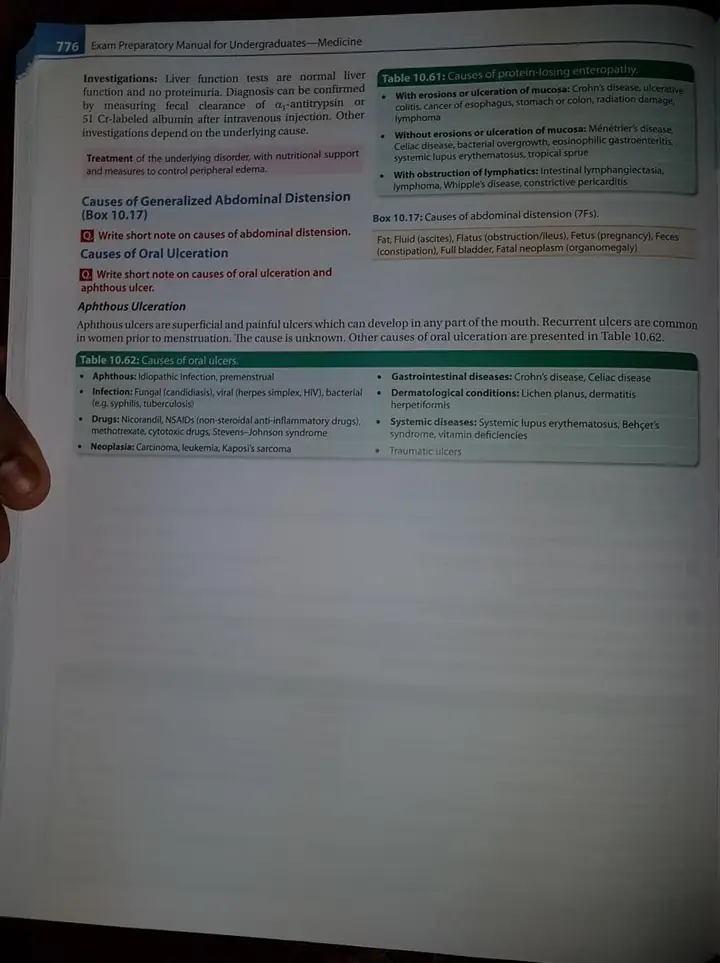 776 Exam Preparatory Manual for Undergraduates—Medicine
Investigations: Liver function tests are normal liver
function and no proteinuria. Diagnosis can be confirmed
by measuring fecal clearance of α₁-antitrypsin or
51 Cr-labeled albumin after intravenous injection. Other
investigations depend on the underlying cause.
Treatment of the underlying disorder, with nutritional support
and measures to control peripheral edema.
Causes of Generalized Abdominal Distension
(Box 10.17)
Q. Write short note on causes of abdominal distension.
Causes of Oral Ulceration
Q. Write short note on causes of oral ulceration and
aphthous ulcer.
Table 10.61: Causes of protein-losing enteropathy.
• With erosions or ulceration of mucosa: Crohn's disease, ulcerative
colitis, cancer of esophagus, stomach or colon, radiation damage,
lymphoma
• Without erosions or ulceration of mucosa: Ménétrier's disease,
Celiac disease, bacterial overgrowth, eosinophilic gastroenteritis,
systemic lupus erythematosus, tropical sprue
• With obstruction of lymphatics: Intestinal lymphangiectasia,
lymphoma, Whipple's disease, constrictive pericarditis
Box 10.17: Causes of abdominal distension (7Fs).
Fat, Fluid (ascites), Flatus (obstruction/ileus), Fetus (pregnancy), Feces
(constipation), Full bladder, Fatal neoplasm (organomegaly)
Aphthous Ulceration
Aphthous ulcers are superficial and painful ulcers which can develop in any part of the mouth. Recurrent ulcers are common
in women prior to menstruation. The cause is unknown. Other causes of oral ulceration are presented in Table 10.62.
Table 10.62: Causes of oral ulcers.
• Aphthous: Idiopathic Infection, premenstrual
• Infection: Fungal (candidiasis), viral (herpes simplex, HIV), bacterial
(e.g. syphilis, tuberculosis)
• Drugs: Nicorandil, NSAIDs (non-steroidal anti-inflammatory drugs),
methotrexate, cytotoxic drugs, Stevens–Johnson syndrome
• Neoplasia: Carcinoma, leukemia, Kaposi's sarcoma
• Gastrointestinal diseases: Crohn's disease, Celiac disease
• Dermatological conditions: Lichen planus, dermatitis
herpetiformis
• Systemic diseases: Systemic lupus erythematosus, Behçet's
syndrome, vitamin deficiencies
• Traumatic ulcers